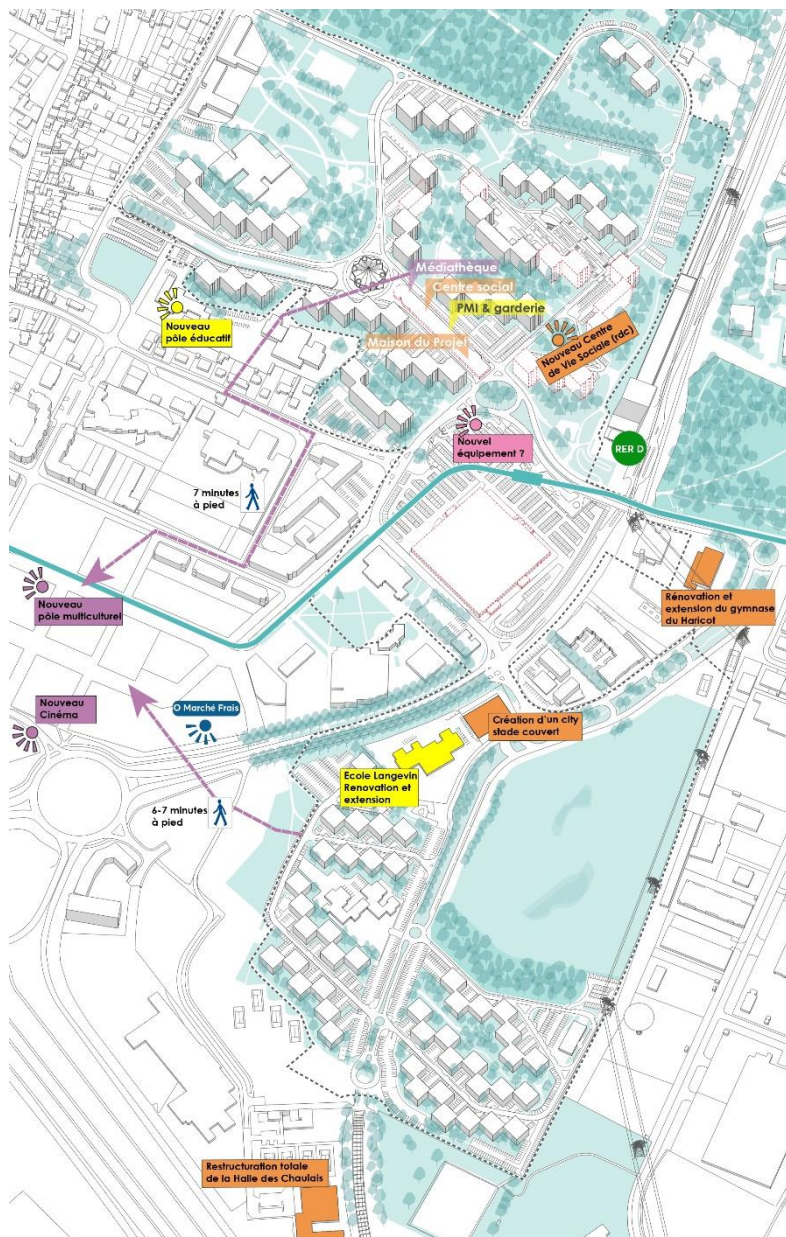 Médiathèque
Centre social
PMI & garderie
Maison du Projet
Nouveau
pôle éducatif
Nouveau Centre
de Vie Sociale (rdc)
Nouvel
équipement ?
RER D
7 minutes
à pied
Nouveau
pôle multiculturel
Rénovation et
extension du gymnase
du Haricot
Nouveau
Cinéma
O Marché Frais
Création d'un city
stade couvert
Ecole Langevin
Renovation et
extension
6-7 minutes
à pied
Restructuration totale
de la Halle des Chaulais